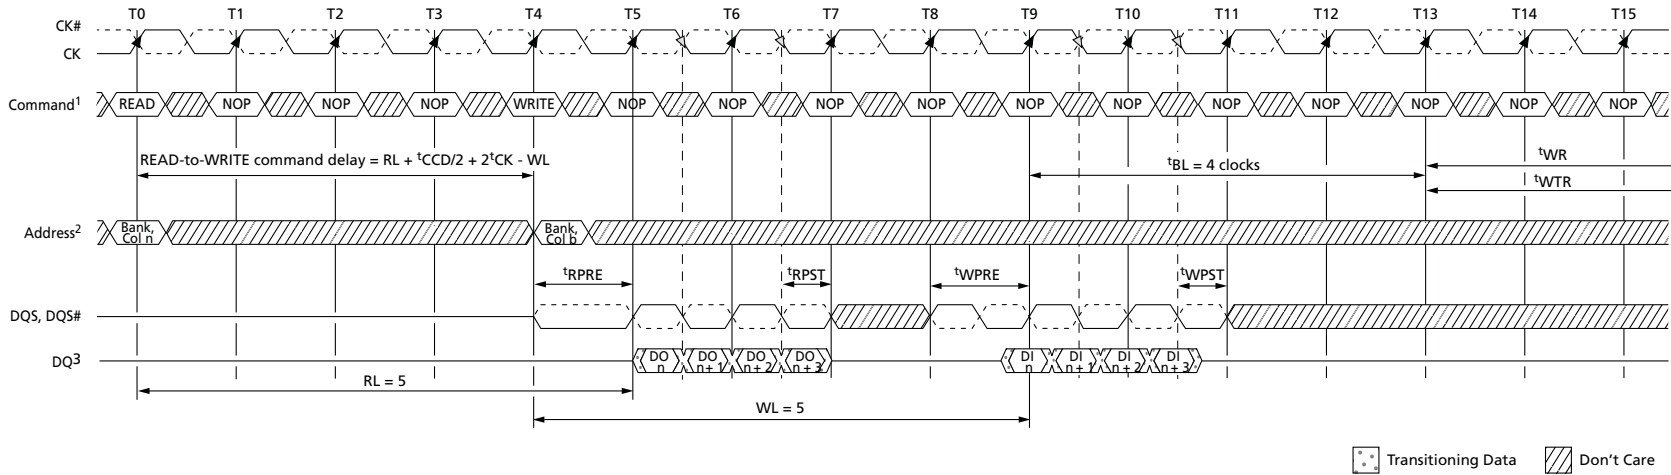 T0 T1 T2 T3 T4 T5 T6 T7 T8 T9 T10 T11 T12 T13 T14 T15
CK#
CK
Command1 READ NOP NOP NOP WRITE NOP NOP NOP NOP NOP NOP NOP NOP NOP NOP NOP
READ-to-WRITE command delay = RL + tCCD/2 + 2tCK - WL
tBL = 4 clocks
tWR
tWTR
Address2 Bank, Col n Bank, Col b
tRPRE tRPST tWPRE tWPST
DQS, DQS#
DQ3 DO n DO n + 1 DO n + 2 DO n + 3 DI n DI n + 1 DI n + 2 DI n + 3
RL = 5
WL = 5
Transitioning Data Don't Care